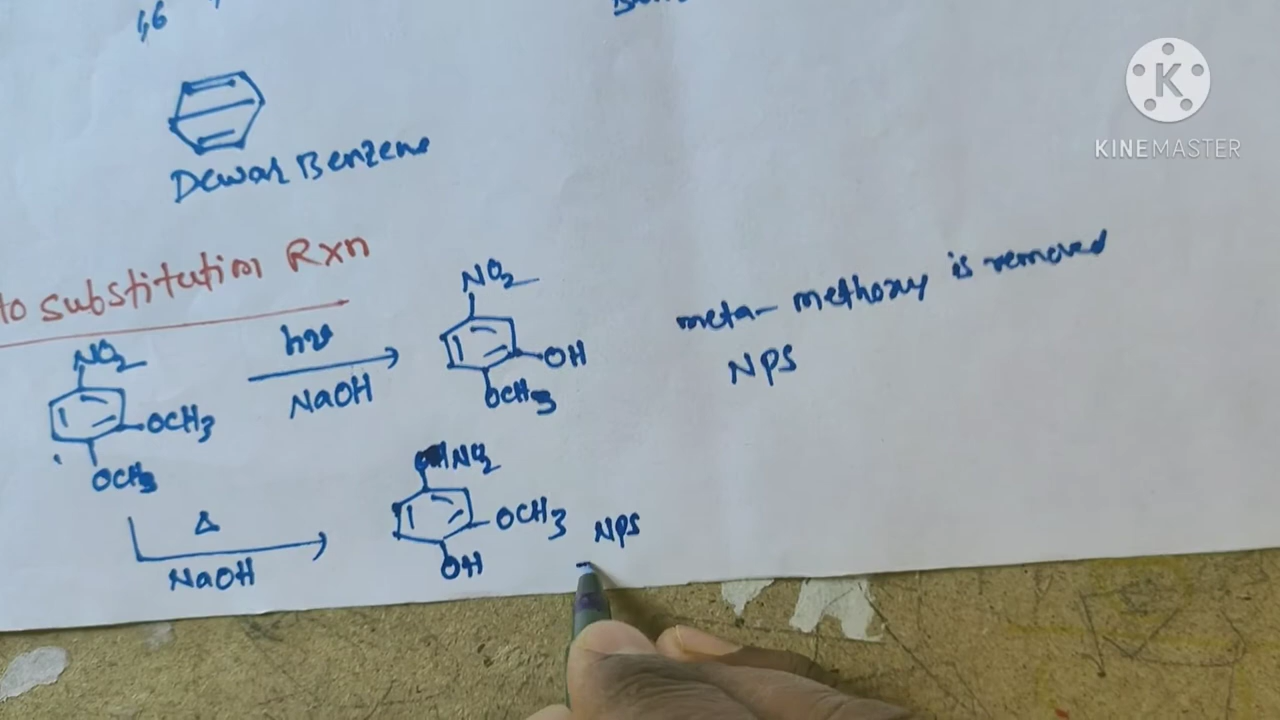 1,6
Dewar Benzene
to substitution Rxn
NO2
OCH3
OCH3
hν
NaOH
NO2
OH
OCH3
meta- methoxy is removed
NPS
Δ
NaOH
NO2
OCH3
OH
NPS
K
KINEMASTER